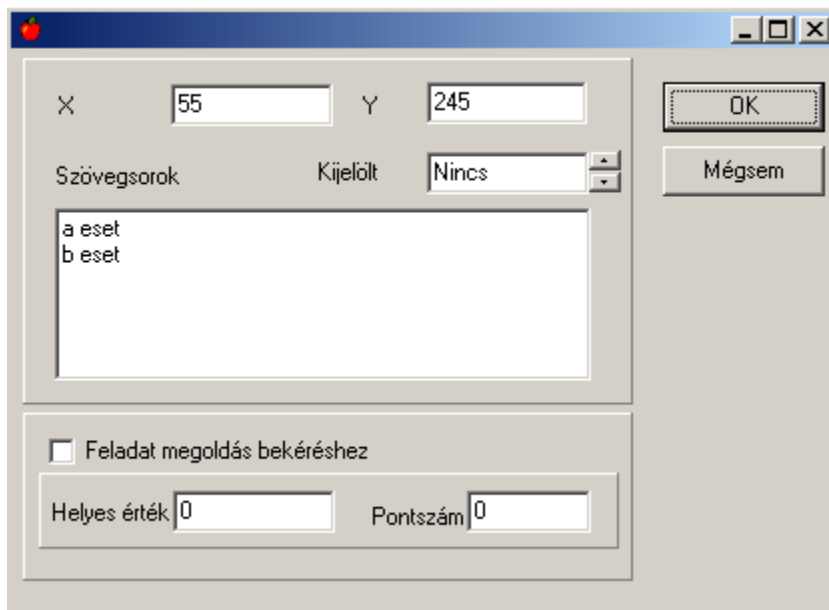 X 55 Y 245
OK
Szövegsorok Kijelölt Nincs
Mégsem
a eset
b eset
Feladat megoldás bekéréshez
Helyes érték 0 Pontszám 0